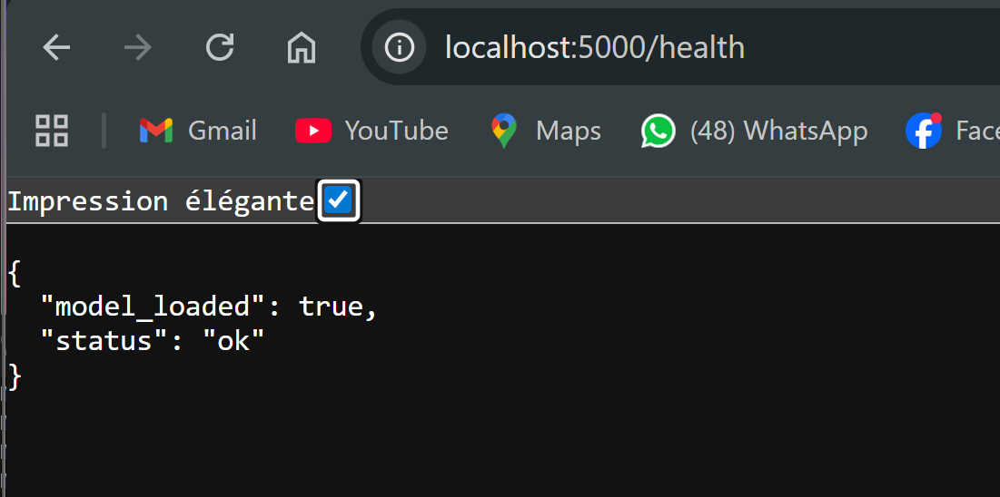 localhost:5000/health
Gmail YouTube Maps (48) WhatsApp
Impression élégante
{
"model_loaded": true,
"status": "ok"
}